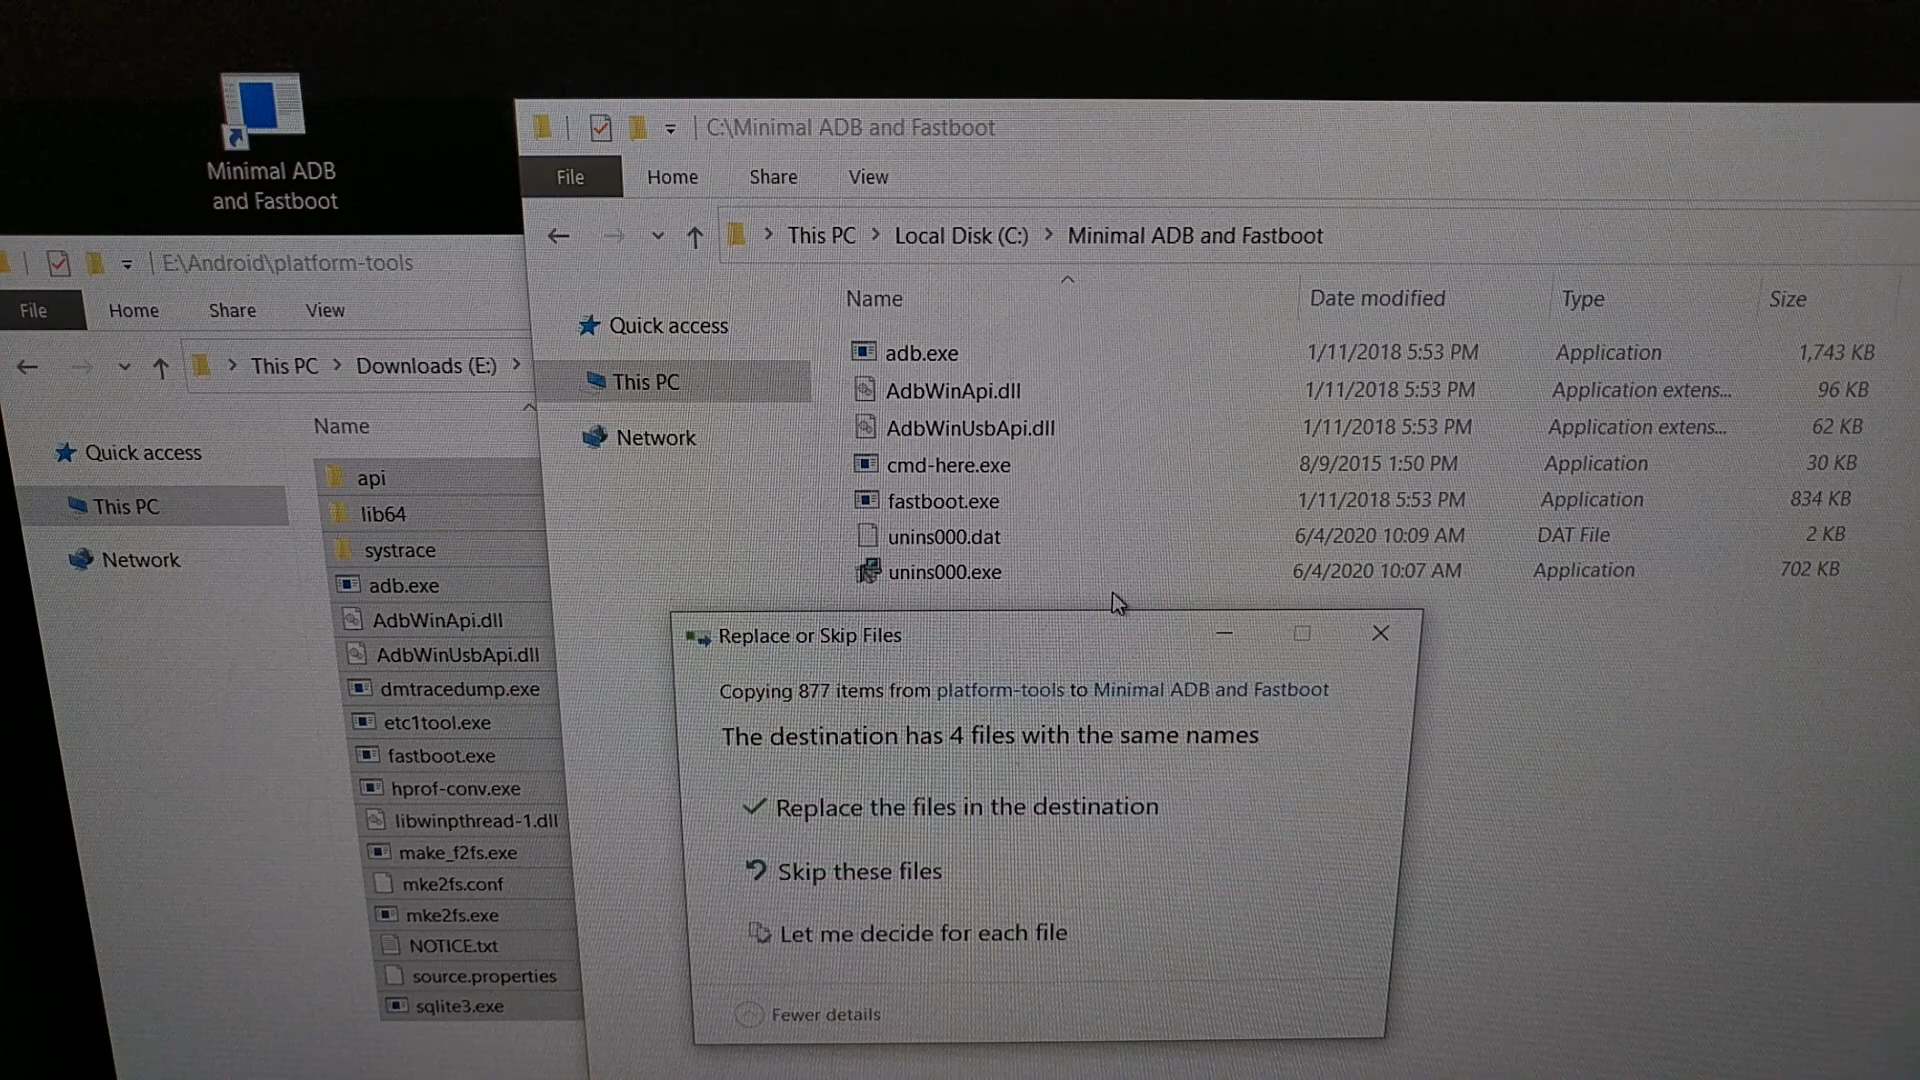 Minimal ADB
and Fastboot
C:\Minimal ADB and Fastboot
File Home Share View
This PC > Local Disk (C:) > Minimal ADB and Fastboot
Name Date modified Type Size
Quick access
This PC
Network
adb.exe 1/11/2018 5:53 PM Application 1,743 KB
AdbWinApi.dll 1/11/2018 5:53 PM Application extens... 96 KB
AdbWinUsbApi.dll 1/11/2018 5:53 PM Application extens... 62 KB
cmd-here.exe 8/9/2015 1:50 PM Application 30 KB
fastboot.exe 1/11/2018 5:53 PM Application 834 KB
unins000.dat 6/4/2020 10:09 AM DAT File 2 KB
unins000.exe 6/4/2020 10:07 AM Application 702 KB
E:\Android\platform-tools
File Home Share View
This PC > Downloads (E:) >
Name
Quick access
This PC
Network
api
lib64
systrace
adb.exe
AdbWinApi.dll
AdbWinUsbApi.dll
dmtracedump.exe
etc1tool.exe
fastboot.exe
hprof-conv.exe
libwinpthread-1.dll
make_f2fs.exe
mke2fs.conf
mke2fs.exe
NOTICE.txt
source.properties
sqlite3.exe
Replace or Skip Files
Copying 877 items from platform-tools to Minimal ADB and Fastboot
The destination has 4 files with the same names
Replace the files in the destination
Skip these files
Let me decide for each file
Fewer details